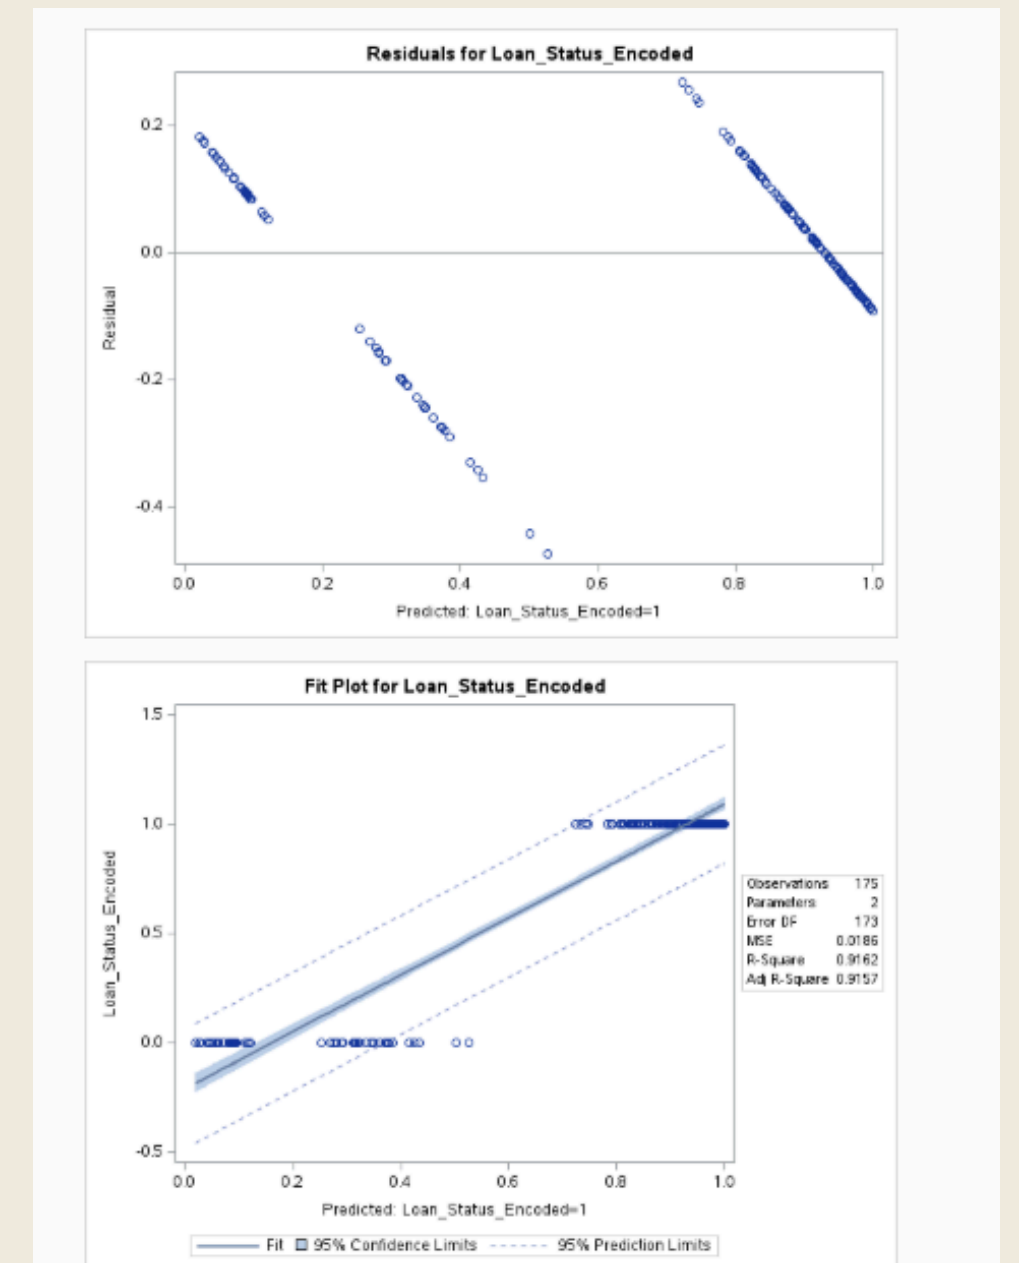 Residuals for Loan_Status_Encoded
0.2
0.0
-0.2
-0.4
Residual
0.0 0.2 0.4 0.6 0.8 1.0
Predicted: Loan_Status_Encoded=1
Fit Plot for Loan_Status_Encoded
1.5
1.0
0.5
0.0
-0.5
Loan_Status_Encoded
0.0 0.2 0.4 0.6 0.8 1.0
Predicted: Loan_Status_Encoded=1
Observations 175
Parameters 2
Error DF 173
MSE 0.0186
R-Square 0.9162
Adj R-Square 0.9157
Fit 95% Confidence Limits 95% Prediction Limits